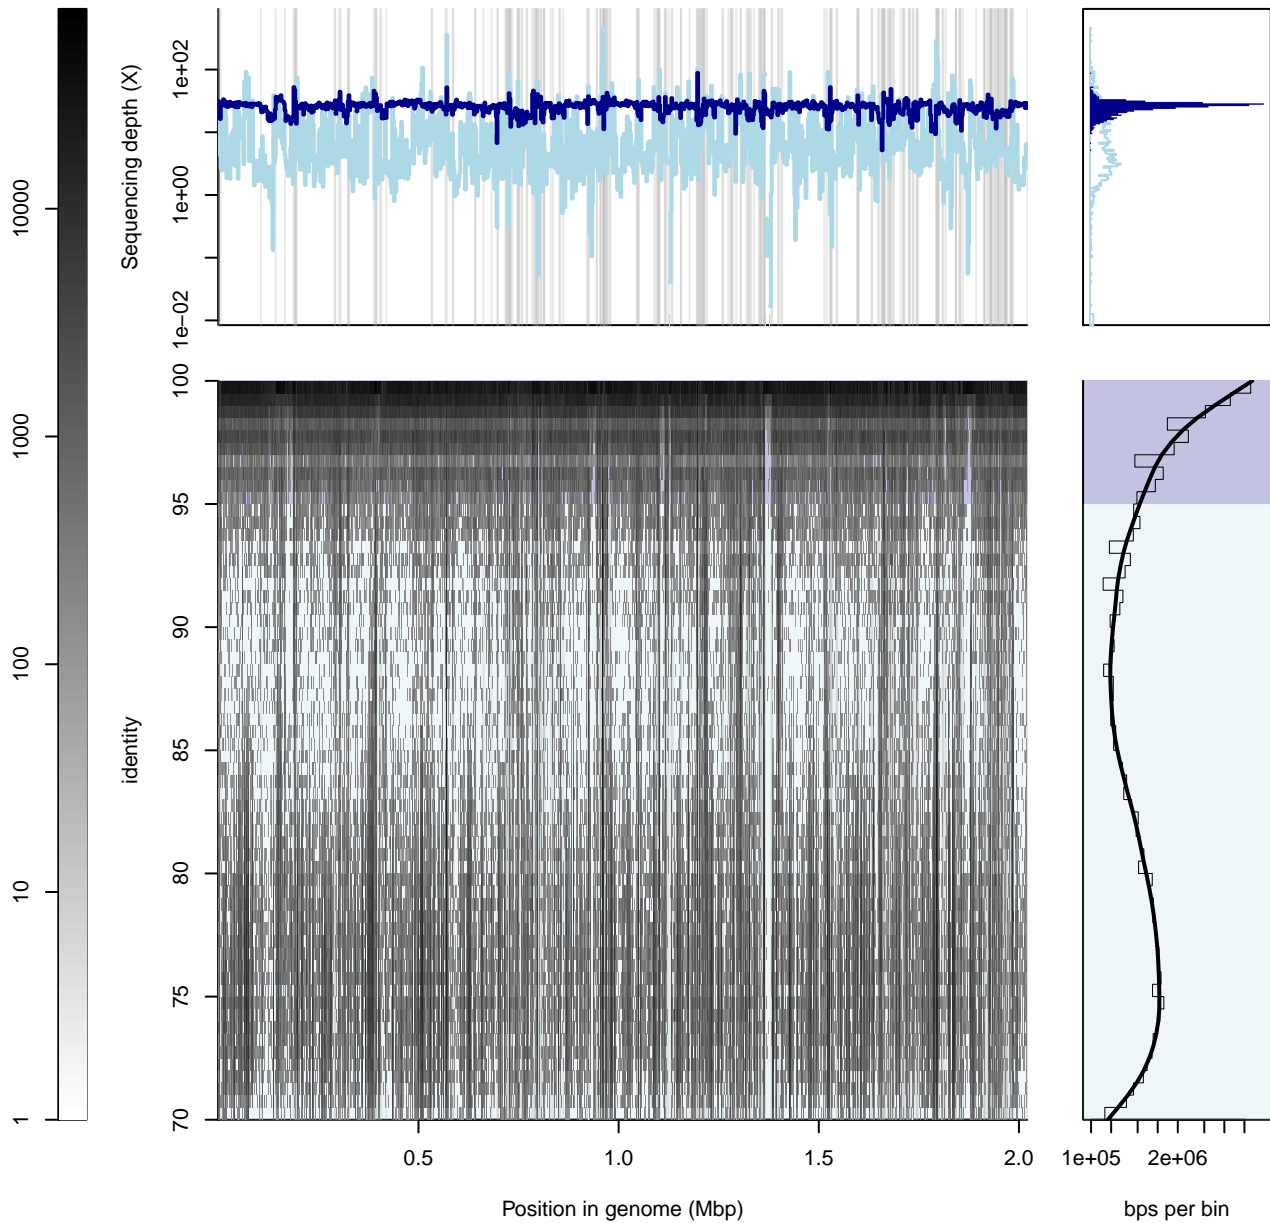 Sequencing depth (X)
1e+02
1e+00
1e-02
10000
1000
100
10
1
identity
100
95
90
85
80
75
70
0.5
1.0
1.5
2.0
Position in genome (Mbp)
1e+05
2e+06
bps per bin